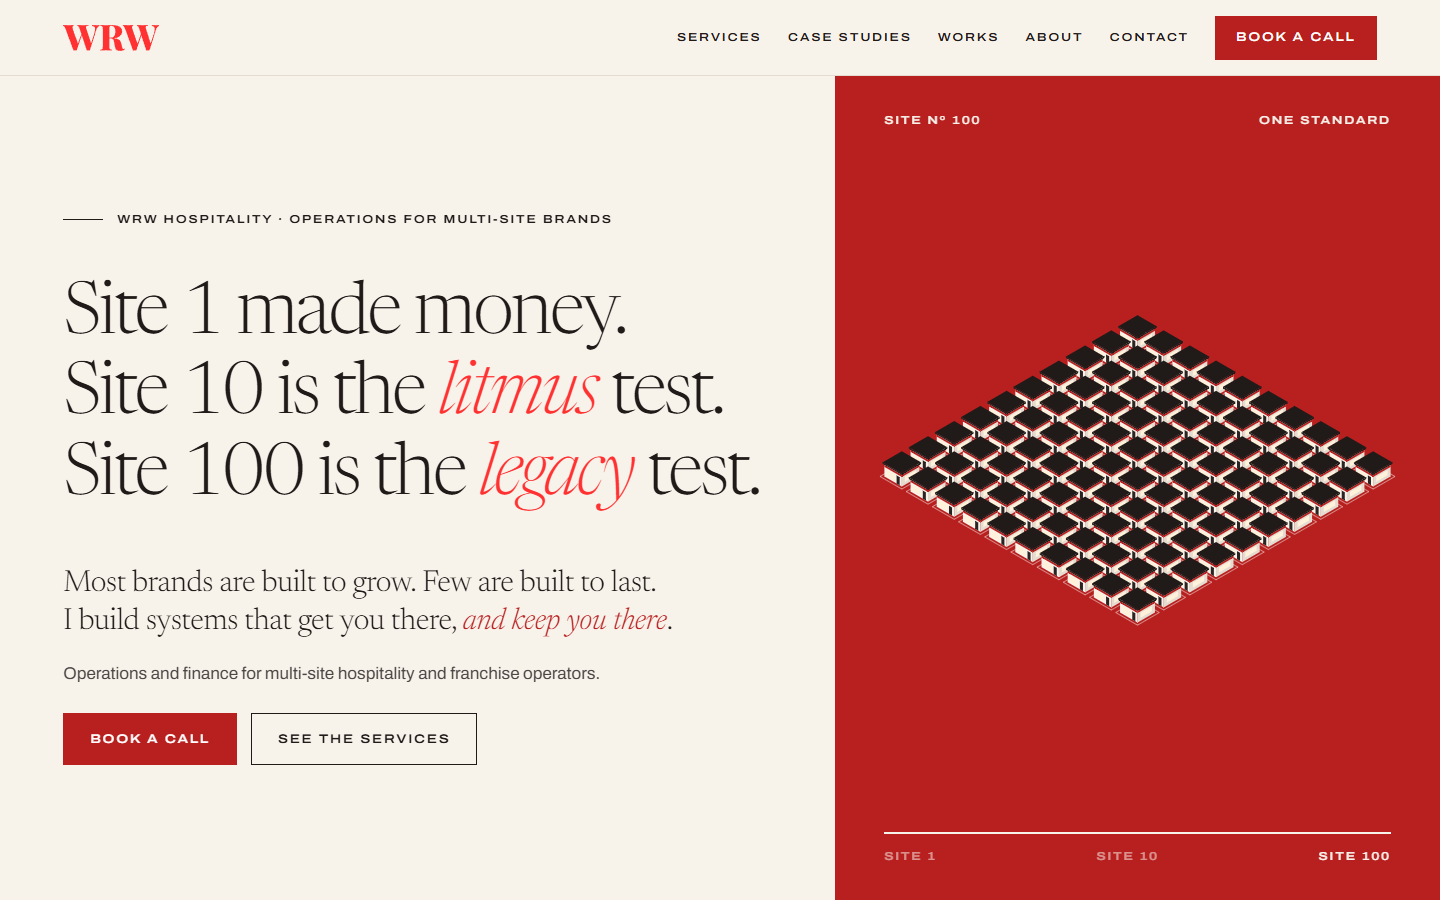 WRW
SERVICES CASE STUDIES WORKS ABOUT CONTACT BOOK A CALL
WRW HOSPITALITY · OPERATIONS FOR MULTI-SITE BRANDS
Site 1 made money.
Site 10 is the litmus test.
Site 100 is the legacy test.
Most brands are built to grow. Few are built to last.
I build systems that get you there, and keep you there.
Operations and finance for multi-site hospitality and franchise operators.
BOOK A CALL SEE THE SERVICES
SITE Nº 100 ONE STANDARD
SITE 1 SITE 10 SITE 100